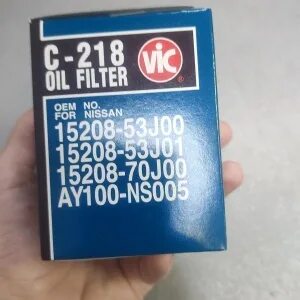 C-218
OIL FILTER
VIC
®
OEM NO.
FOR NISSAN
15208-53J00
15208-53J01
15208-70J00
AY100-NS005